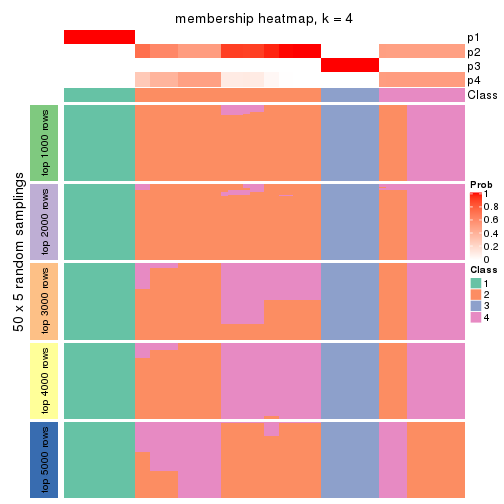 membership heatmap, k = 4
p1
p2
p3
p4
Class
50 x 5 random samplings
top 1000 rows
top 2000 rows
top 3000 rows
top 4000 rows
top 5000 rows
Prob
1
0.8
0.6
0.4
0.2
0
Class
1
2
3
4